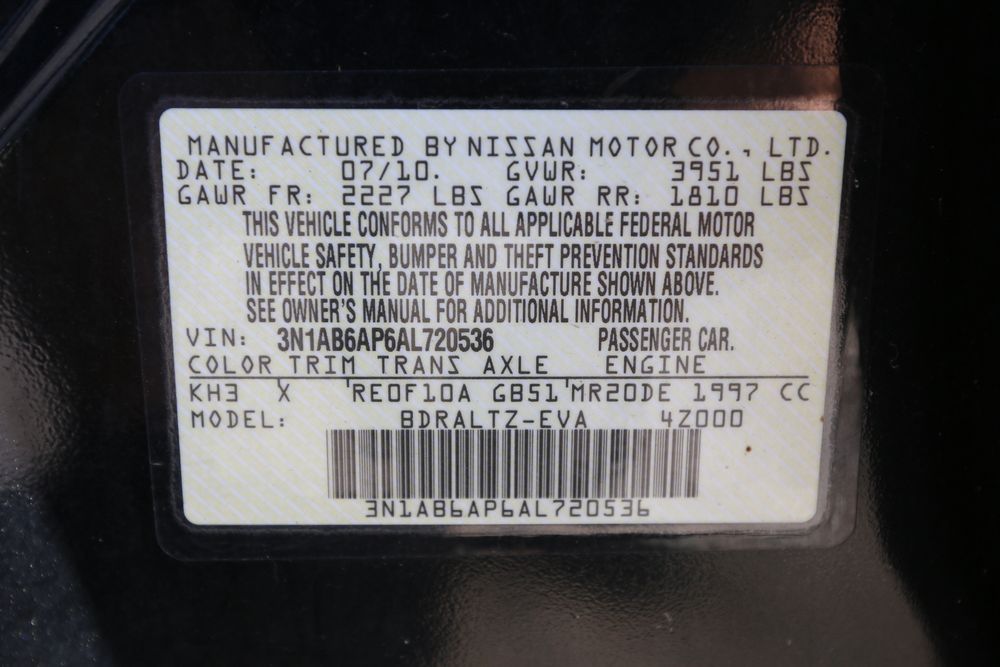 MANUFACTURED BY NISSAN MOTOR CO., LTD.
DATE: 07/10. GVWR: 3951 LBS
GAWR FR: 2227 LBS GAWR RR: 1810 LBS
THIS VEHICLE CONFORMS TO ALL APPLICABLE FEDERAL MOTOR
VEHICLE SAFETY, BUMPER AND THEFT PREVENTION STANDARDS
IN EFFECT ON THE DATE OF MANUFACTURE SHOWN ABOVE.
SEE OWNER'S MANUAL FOR ADDITIONAL INFORMATION.
VIN: 3N1AB6AP6AL720536 PASSENGER CAR.
COLOR TRIM TRANS AXLE ENGINE
KH3 X RE0F10A GB51 MR20DE 1997 CC
MODEL: BDRALTZ-EVA 4Z000
3N1AB6AP6AL720536